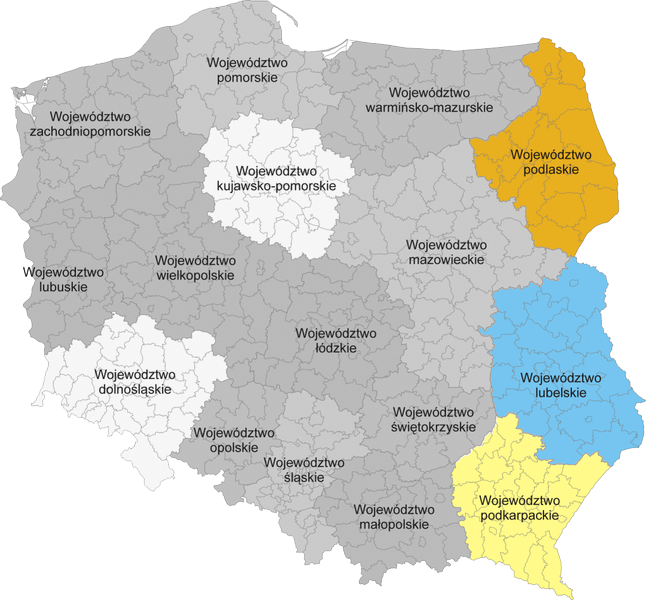 Województwo
pomorskie
Województwo
warmińsko-mazurskie
Województwo
zachodniopomorskie
Województwo
podlaskie
Województwo
kujawsko-pomorskie
Województwo
mazowieckie
Województwo
wielkopolskie
Województwo
lubuskie
Województwo
łódzkie
Województwo
dolnośląskie
Województwo
lubelskie
Województwo
świętokrzyskie
Województwo
opolskie
Województwo
śląskie
Województwo
podkarpackie
Województwo
małopolskie